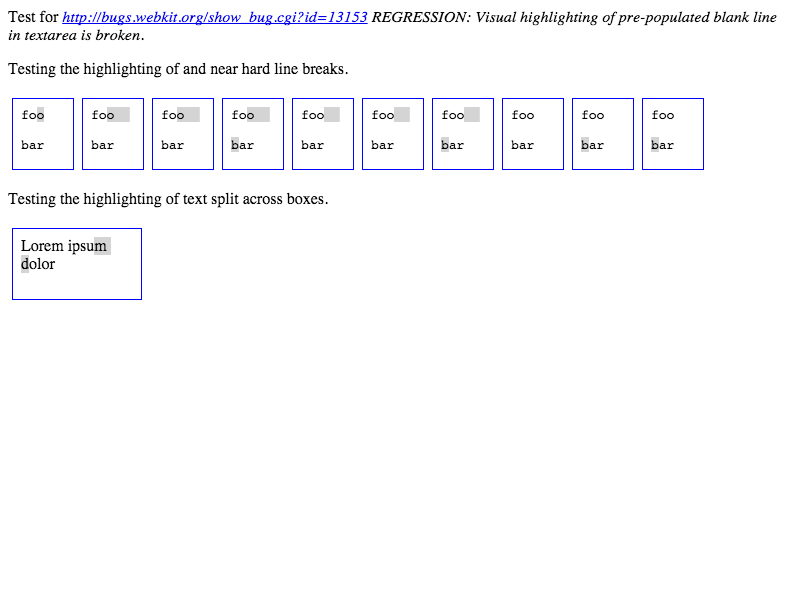 Test for http://bugs.webkit.org/show_bug.cgi?id=13153 REGRESSION: Visual highlighting of pre-populated blank line
in textarea is broken.
Testing the highlighting of and near hard line breaks.
foo foo foo foo foo foo foo foo foo foo
bar bar bar bar bar bar bar bar bar bar
Testing the highlighting of text split across boxes.
Lorem ipsum
dolor